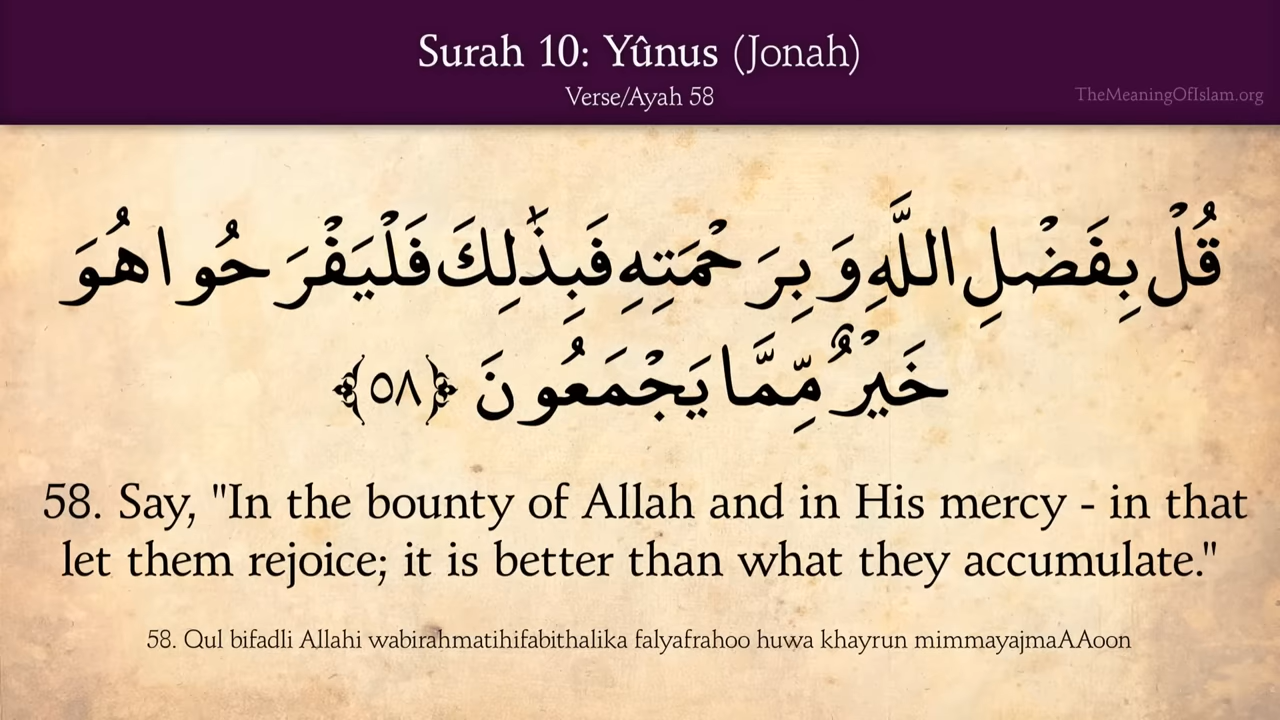 Surah 10: Yûnus (Jonah)
Verse/Ayah 58
TheMeaningOfIslam.org
قُلْ بِفَضْلِ اللَّهِ وَ بِرَحْمَتِهِ فَبِذَٰلِكَ فَلْيَفْرَحُوا هُوَ
خَيْرٌ مِّمَّا يَجْمَعُونَ ﴿٥٨﴾
58. Say, "In the bounty of Allah and in His mercy - in that
let them rejoice; it is better than what they accumulate."
58. Qul bifadli Allahi wabirahmatihifabithalika falyafrahoo huwa khayrun mimmayajmaAAoon